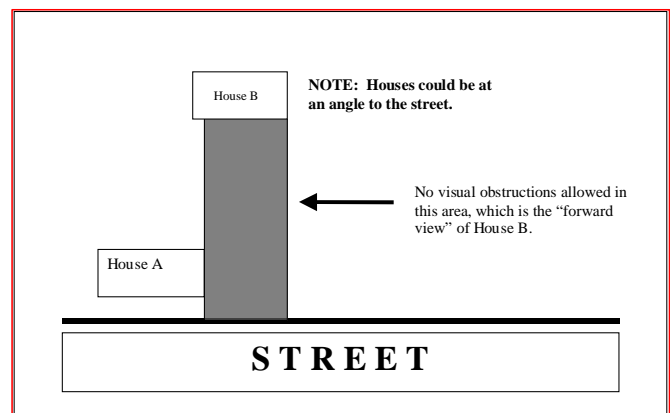 House B
NOTE:  Houses could be at
an angle to the street.
No visual obstructions allowed in
this area, which is the “forward
view” of House B.
House A
S T R E E T